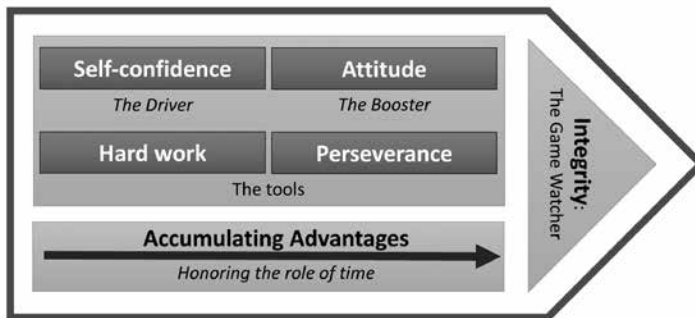 Self-confidence
Attitude
The Driver
The Booster
Hard work
Perseverance
The tools
Accumulating Advantages
Honoring the role of time
Integrity:
The Game Watcher